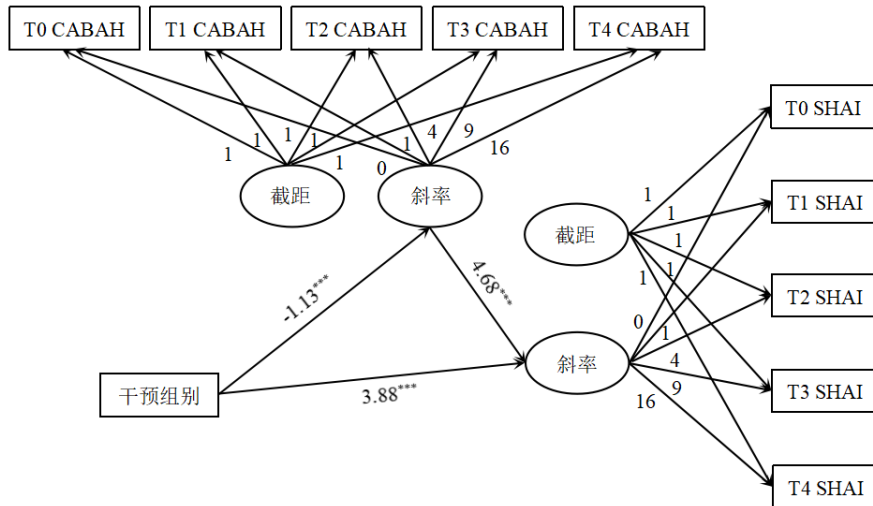 T0 CABAH
T1 CABAH
T2 CABAH
T3 CABAH
T4 CABAH
1
1
1
1
1
0
1
4
9
16
截距
斜率
T0 SHAI
T1 SHAI
T2 SHAI
T3 SHAI
T4 SHAI
截距
1
1
1
1
1
0
1
4
9
16
斜率
-1.13***
4.68***
3.88***
干预组别